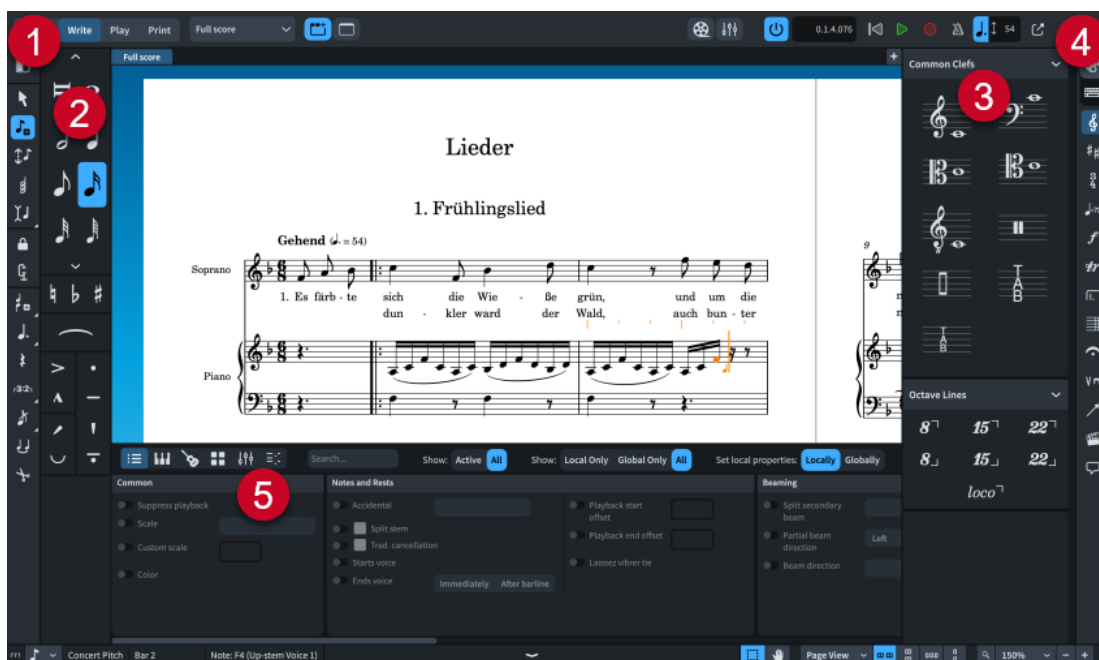 1
Write Play Print Full score 0.1.4.076 54
4
Full score
Common Clefs
2
3
Lieder
1. Frühlingslied
Gehend (♩. = 54)
9
Soprano
1. Es färb - te sich die Wie - ße grün, und um die
dun - kler ward der Wald, auch bun - ter
Piano
Octave Lines
8 15 22
8 15 22
loco
Search... Show: Active All Show: Local Only Global Only All Set local properties: Locally Globally
5
Common Notes and Rests Beaming
Suppress playback Accidental Playback start offset Split secondary beam
Scale Split stem Playback end offset Partial beam direction Left
Custom scale Trad. cancellation
Starts voice Laissez vibrer tie Beam direction
Color Ends voice Immediately After barline
Concert Pitch Bar 2 Note: F4 (Up-stem Voice 1) Page View 150%